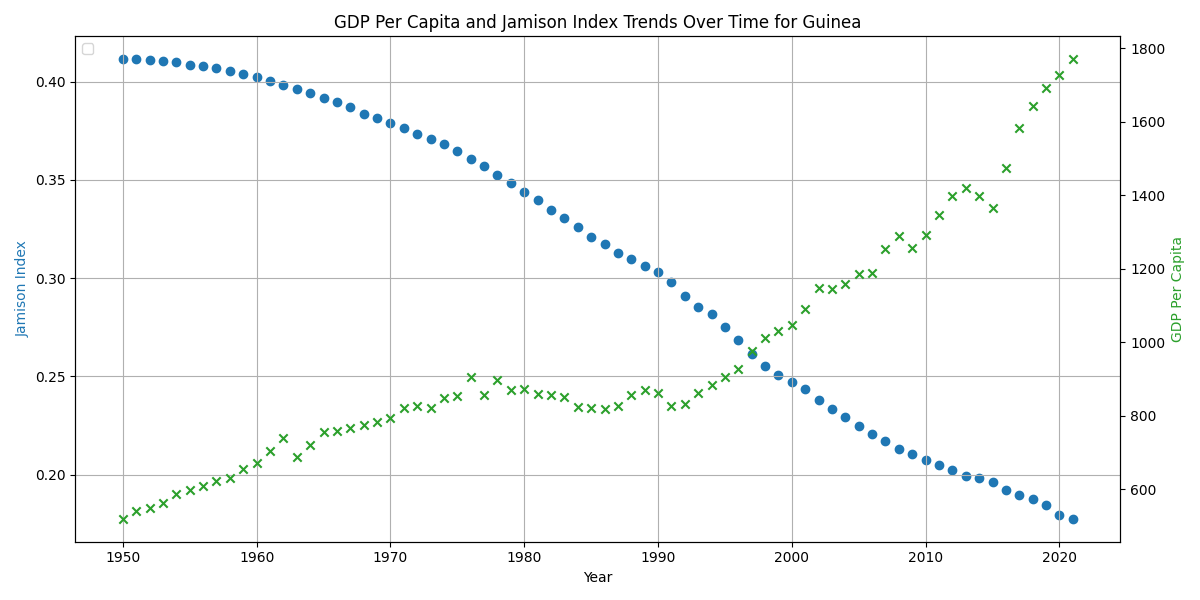 GDP Per Capita and Jamison Index Trends Over Time for Guinea
0.40
0.35
0.30
0.25
0.20
Jamison Index
1800
1600
1400
1200
1000
800
600
GDP Per Capita
1950 1960 1970 1980 1990 2000 2010 2020
Year